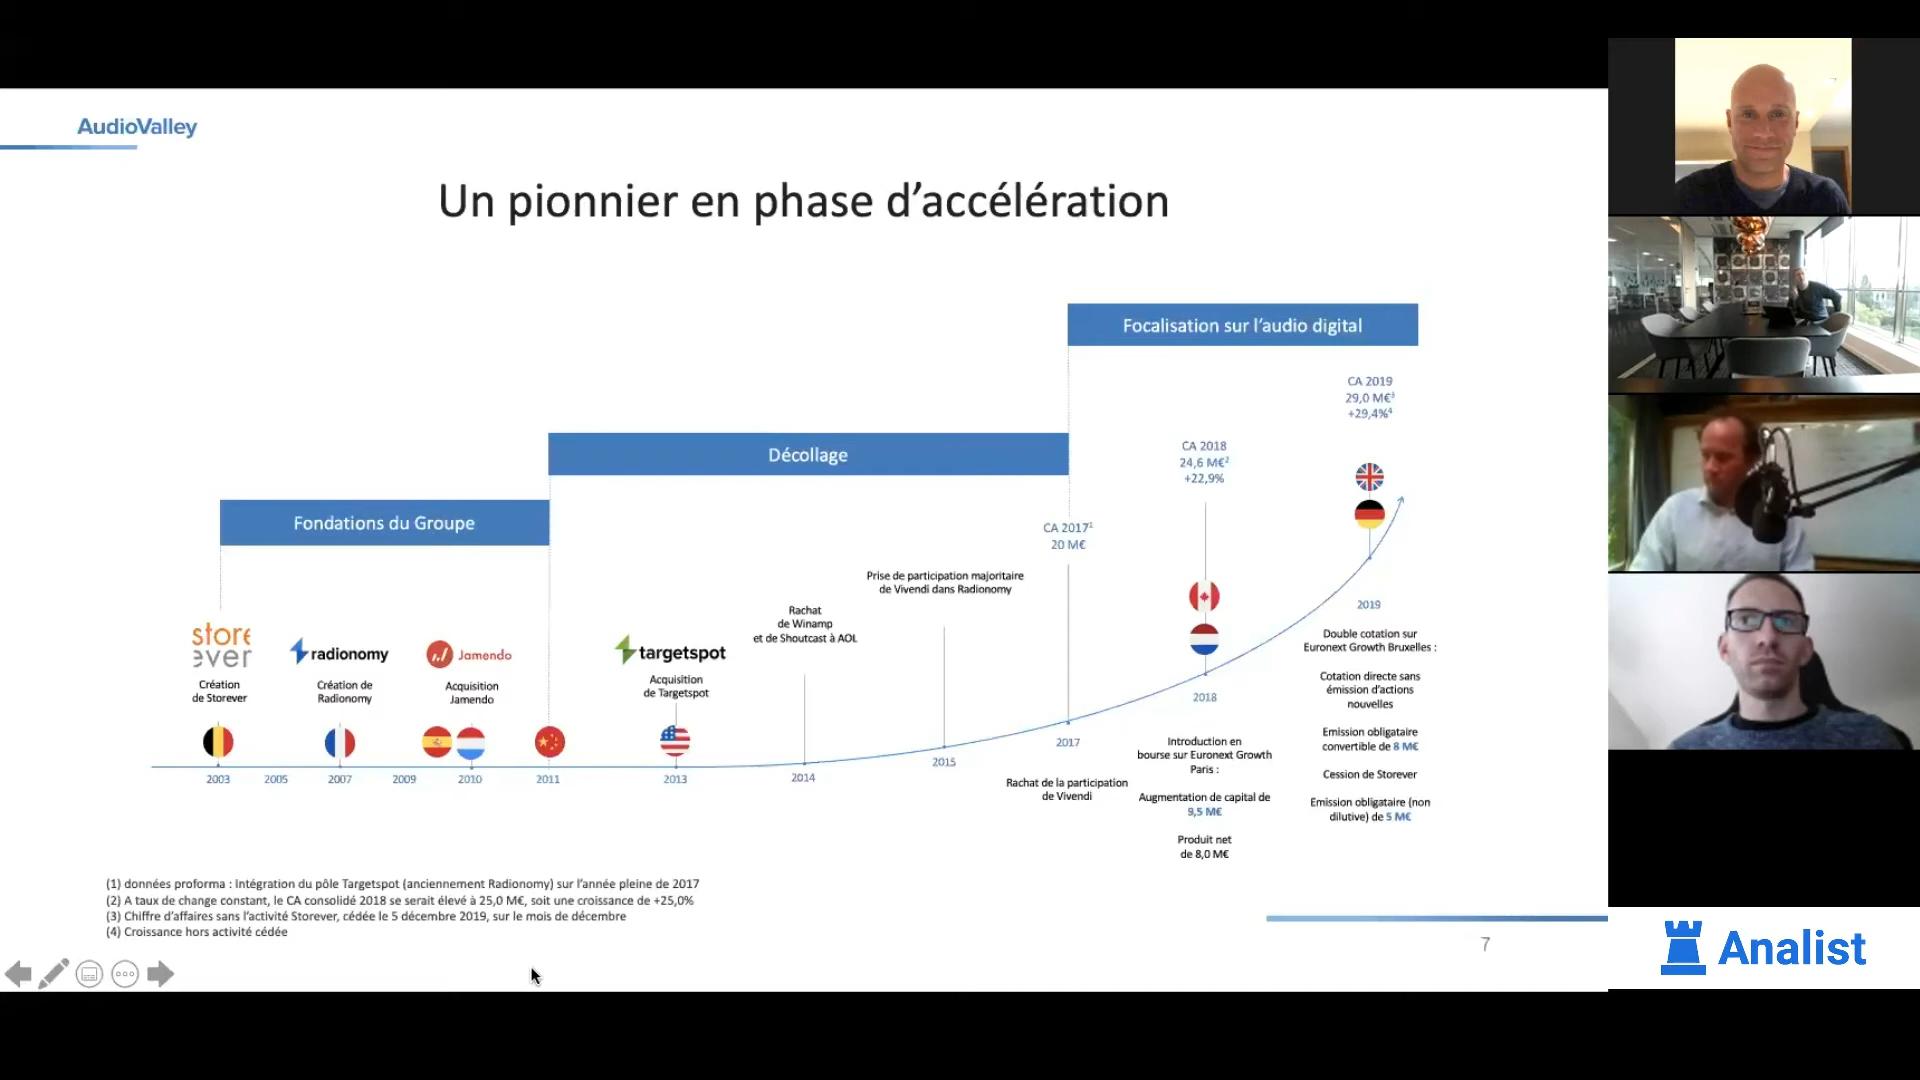 AudioValley
Un pionnier en phase d’accélération
Focalisation sur l’audio digital
Décollage
Fondations du Groupe
store
ever
Création
de Storever
radionomy
Création de
Radionomy
Jamendo
Acquisition
Jamendo
targetspot
Acquisition
de Targetspot
Rachat
de Winamp
et de Shoutcast à AOL
Prise de participation majoritaire
de Vivendi dans Radionomy
CA 2017¹
20 M€
CA 2018
24,6 M€²
+22,9%
CA 2019
29,0 M€³
+29,4%⁴
2003
2005
2007
2009
2010
2011
2013
2014
2015
2017
Rachat de la participation
de Vivendi
2018
Introduction en
bourse sur Euronext Growth
Paris :
Augmentation de capital de
9,5 M€
Produit net
de 8,0 M€
2019
Double cotation sur
Euronext Growth Bruxelles :
Cotation directe sans
émission d’actions
nouvelles
Emission obligataire
convertible de 8 M€
Cession de Storever
Emission obligataire (non
dilutive) de 5 M€
(1) données proforma : Intégration du pôle Targetspot (anciennement Radionomy) sur l’année pleine de 2017
(2) A taux de change constant, le CA consolidé 2018 se serait élevé à 25,0 M€, soit une croissance de +25,0%
(3) Chiffre d’affaires sans l’activité Storever, cédée le 5 décembre 2019, sur le mois de décembre
(4) Croissance hors activité cédée
7
Analist